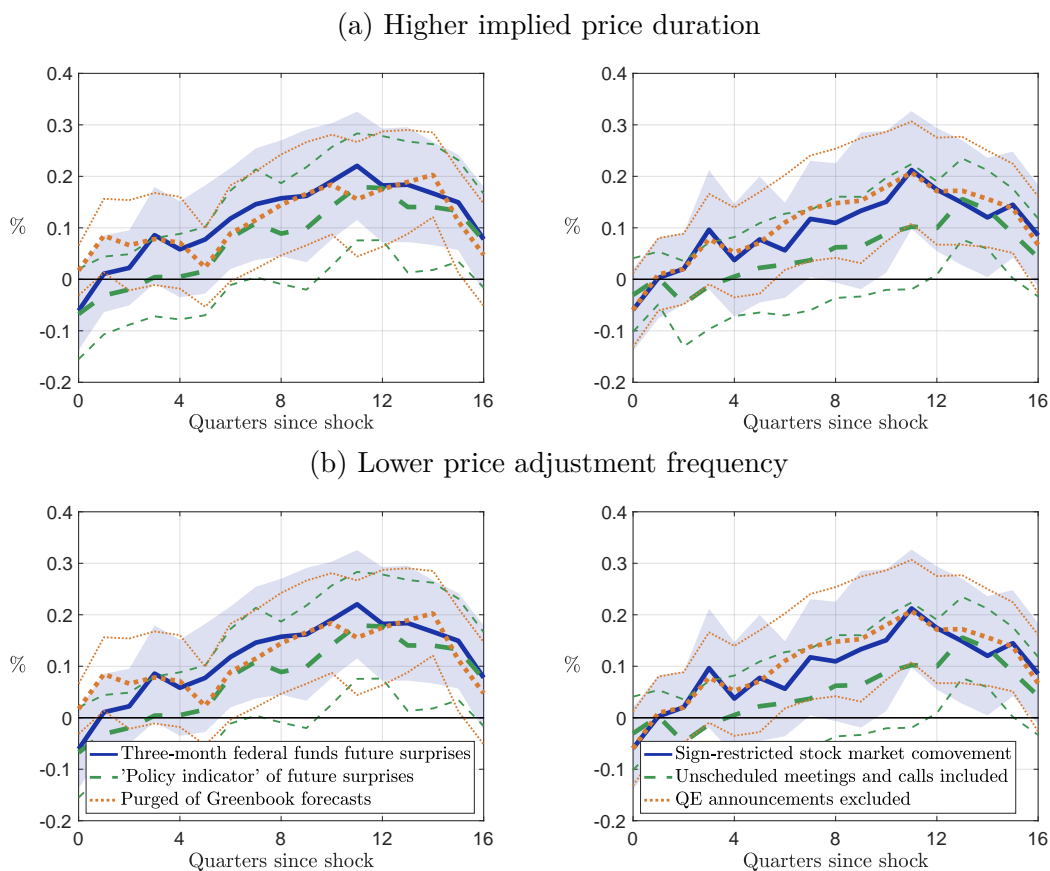 (a) Higher implied price duration
0.4
0.3
0.2
0.1
0
-0.1
-0.2
%
0 4 8 12 16
Quarters since shock
0.4
0.3
0.2
0.1
0
-0.1
-0.2
%
0 4 8 12 16
Quarters since shock
(b) Lower price adjustment frequency
0.4
0.3
0.2
0.1
0
-0.1
-0.2
%
Three-month federal funds future surprises
'Policy indicator' of future surprises
Purged of Greenbook forecasts
0 4 8 12 16
Quarters since shock
0.4
0.3
0.2
0.1
0
-0.1
-0.2
%
Sign-restricted stock market comovement
Unscheduled meetings and calls included
QE announcements excluded
0 4 8 12 16
Quarters since shock